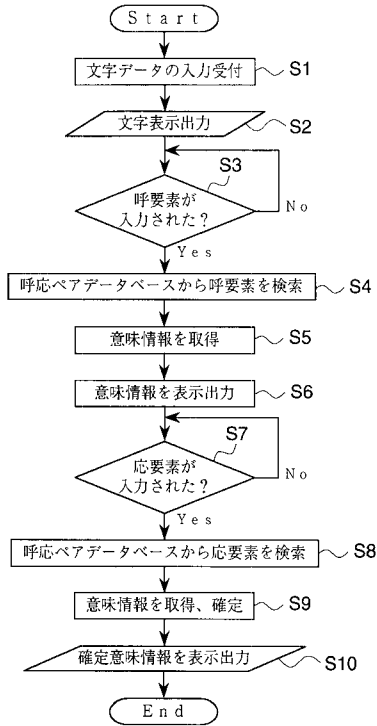 Start
文字データの入力受付
S1
文字表示出力
S2
S3
呼要素が
入力された？
No
Yes
呼応ペアデータベースから呼要素を検索
S4
意味情報を取得
S5
意味情報を表示出力
S6
S7
応要素が
入力された？
No
Yes
呼応ペアデータベースから応要素を検索
S8
意味情報を取得、確定
S9
確定意味情報を表示出力
S10
End